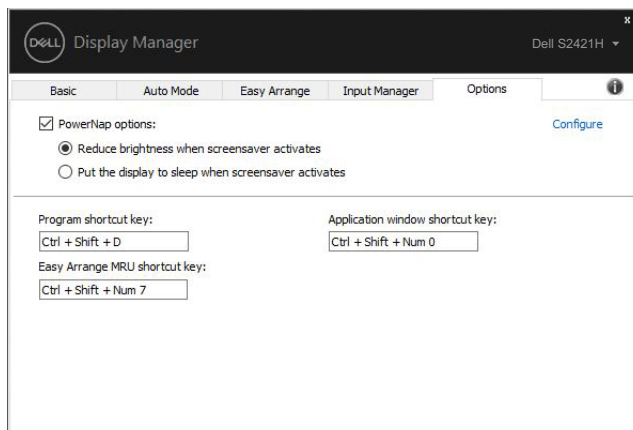 DELL Display Manager
x
Dell S2421H
Basic Auto Mode Easy Arrange Input Manager Options i
PowerNap options: Configure
Reduce brightness when screensaver activates
Put the display to sleep when screensaver activates
Program shortcut key: Application window shortcut key:
Ctrl + Shift + D Ctrl + Shift + Num 0
Easy Arrange MRU shortcut key:
Ctrl + Shift + Num 7